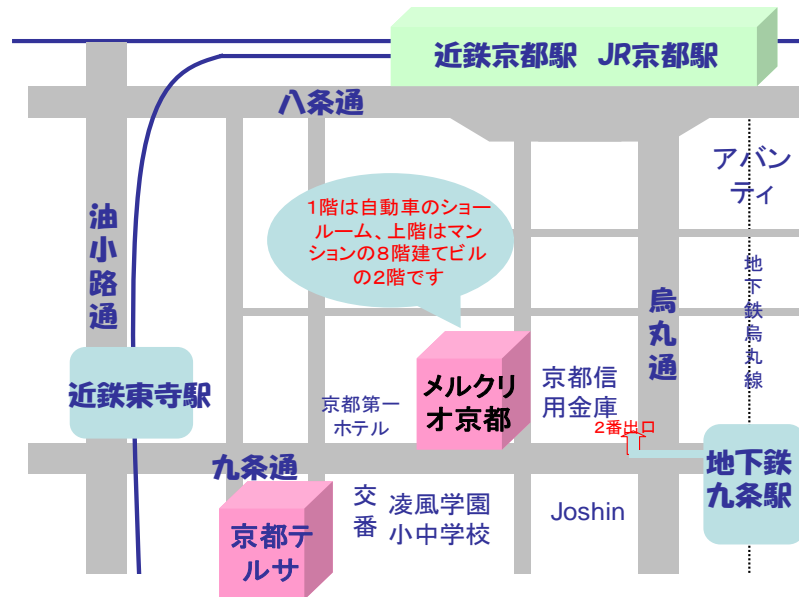 近鉄京都駅 JR京都駅
八条通
アバン
ティ
油小路通
1階は自動車のショー
ルーム、上階はマン
ションの8階建てビル
の2階です
烏丸通
地下鉄烏丸線
近鉄東寺駅
メルクリ
オ京都
京都信
用金庫
京都第一
ホテル
2番出口
九条通
地下鉄
九条駅
交番
凌風学園
小中学校
Joshin
京都テ
ルサ